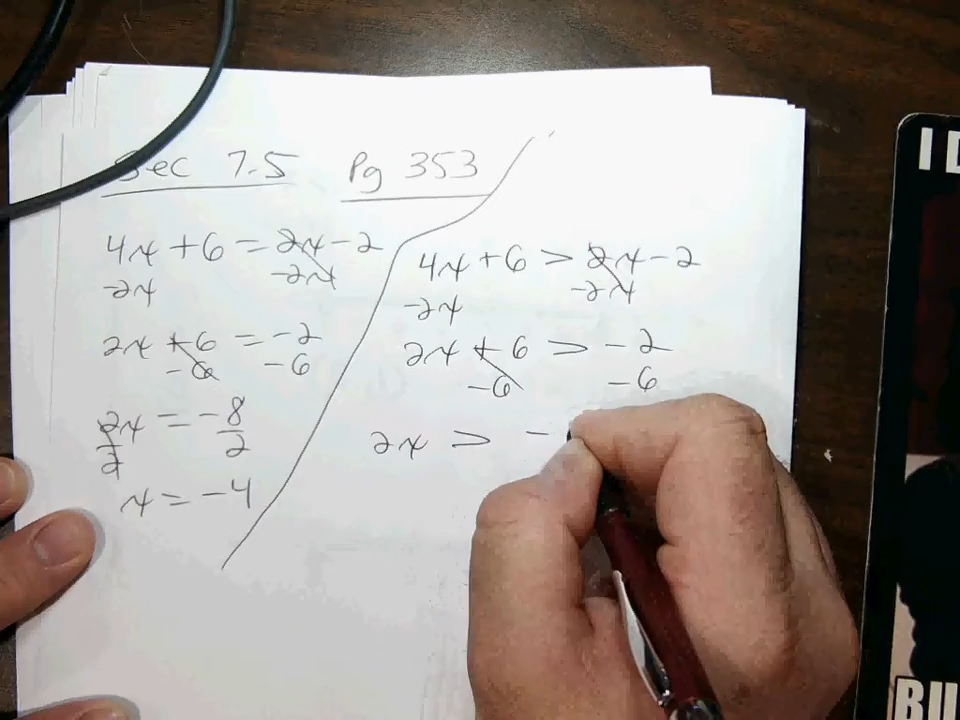 Sec 7.5 Pg 353
4x + 6 = 2x - 2
-2x -2x
2x + 6 = -2
-6 -6
2x = -8
2 2
x = -4
4x + 6 > 2x - 2
-2x -2x
2x + 6 > -2
-6 -6
2x > -
I D
BU